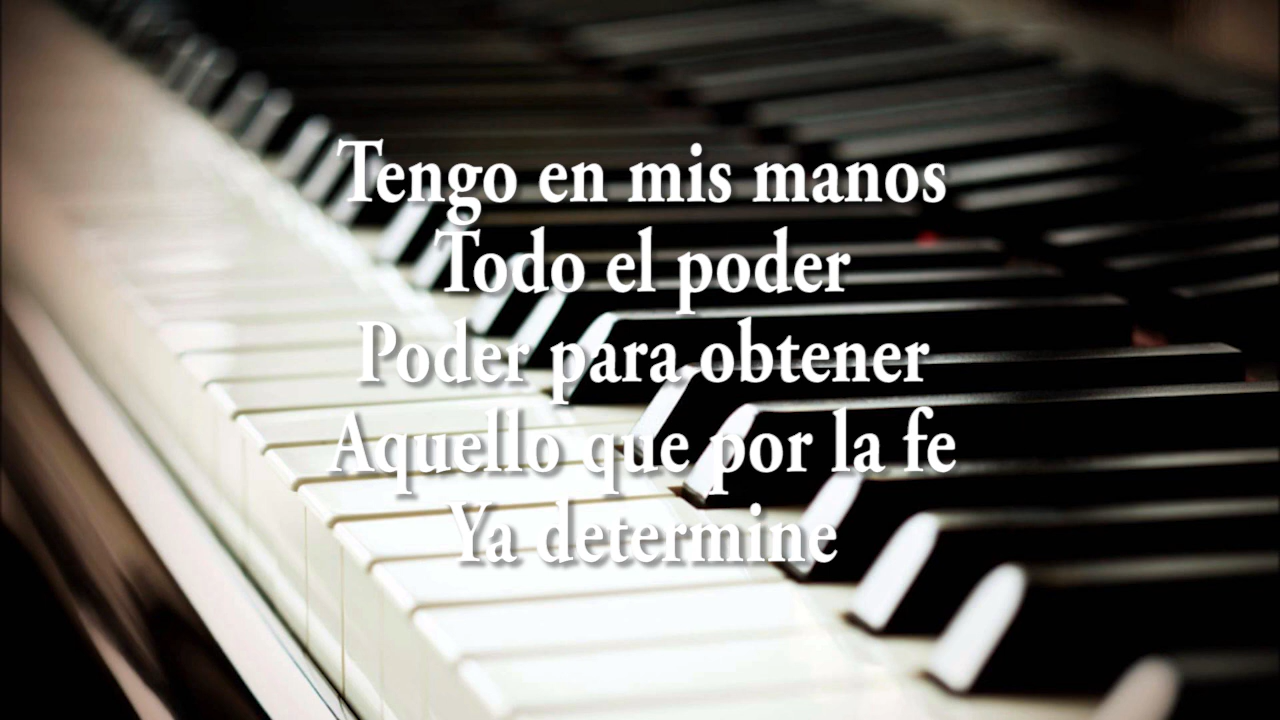 Tengo en mis manos
Todo el poder
Poder para obtener
Aquello que por la fe
Ya determine